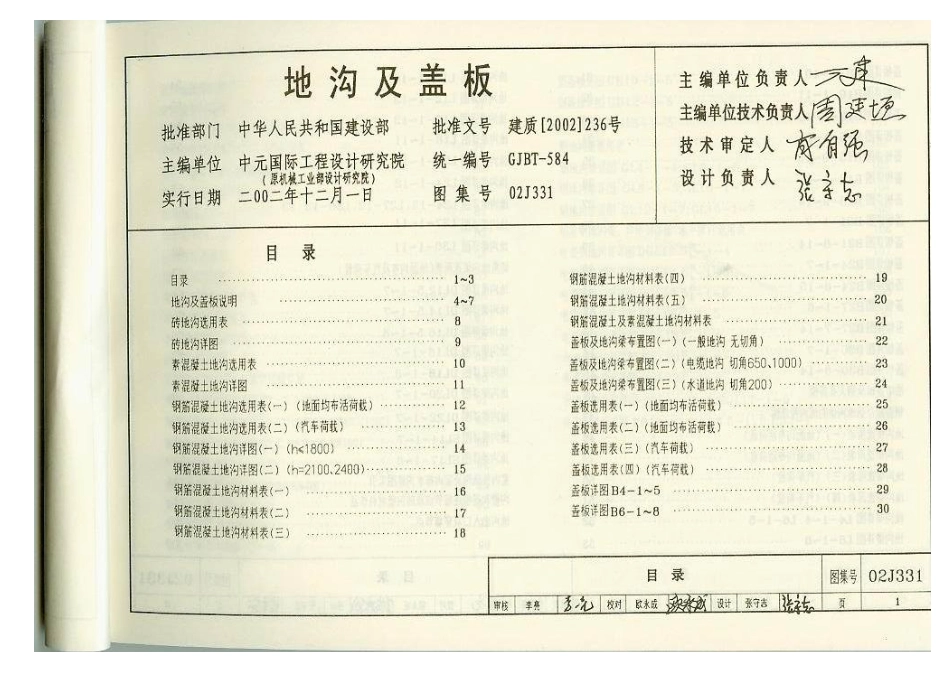 地沟及盖板
批准部门 中华人民共和国建设部 批准文号 建质[2002]236号
主编单位 中元国际工程设计研究院 统一编号 GJBT-584
(原机械工业部设计研究院)
实行日期 二00二年十二月一日 图集号 02J331
主编单位负责人
主编单位技术负责人 周建垣
技术审定人
设计负责人 张守志
目录
目录 1~3
地沟及盖板说明 4~7
砖地沟选用表 8
砖地沟详图 9
素混凝土地沟选用表 10
素混凝土地沟详图 11
钢筋混凝土地沟选用表(一)(地面均布活荷载) 12
钢筋混凝土地沟选用表(二)(汽车荷载) 13
钢筋混凝土地沟详图(一)(h≤1800) 14
钢筋混凝土地沟详图(二)(h=2100,2400) 15
钢筋混凝土地沟材料表(一) 16
钢筋混凝土地沟材料表(二) 17
钢筋混凝土地沟材料表(三) 18
钢筋混凝土地沟材料表(四) 19
钢筋混凝土地沟材料表(五) 20
钢筋混凝土及素混凝土地沟材料表 21
盖板及地沟梁布置图(一)(一般地沟 无切角) 22
盖板及地沟梁布置图(二)(电缆地沟 切角650、1000) 23
盖板及地沟梁布置图(三)(水道地沟 切角200) 24
盖板选用表(一)(地面均布活荷载) 25
盖板选用表(二)(地面均布活荷载) 26
盖板选用表(三)(汽车荷载) 27
盖板选用表(四)(汽车荷载) 28
盖板详图B4-1~5 29
盖板详图B6-1~8 30
目录 图集号 02J331
审核 李亮 校对 欧永成 设计 张守志 张守志 页 1